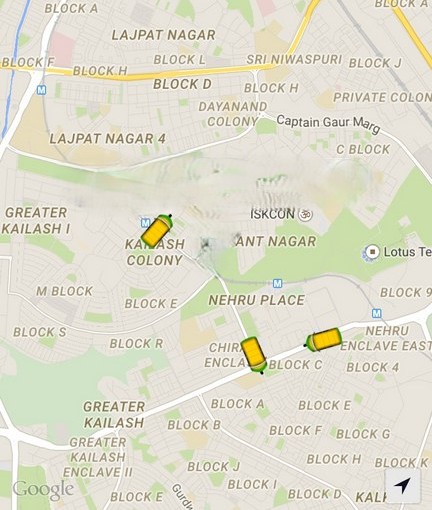 BLOCK A
LAJPAT NAGAR
BLOCK F
BLOCK H
BLOCK L
SRI NIWASPURI
BLOCK J
BLOCK D
BLOCK H
DAYANAND
COLONY
PRIVATE COLON
Captain Gaur Marg
LAJPAT NAGAR 4
C BLOCK
GREATER
KAILASH I
M
ISKCON
KAILASH
COLONY
ANT NAGAR
Lotus Te
M BLOCK
BLOCK E
NEHRU PLACE
BLOCK 9
BLOCK S
BLOCK R
CHIR
ENCLA
BLOCK C
NEHRU
ENCLAVE EAST
BLOCK 4
GREATER
KAILASH
BLOCK A
BLOCK F
BLOCK B
BLOCK E
BLOCK G
GREATER
KAILASH
ENCLAVE II
BLOCK J
BLOCK H
BLOCK K
BLOCK I
BLOCK E
BLOCK D
KALK
Google